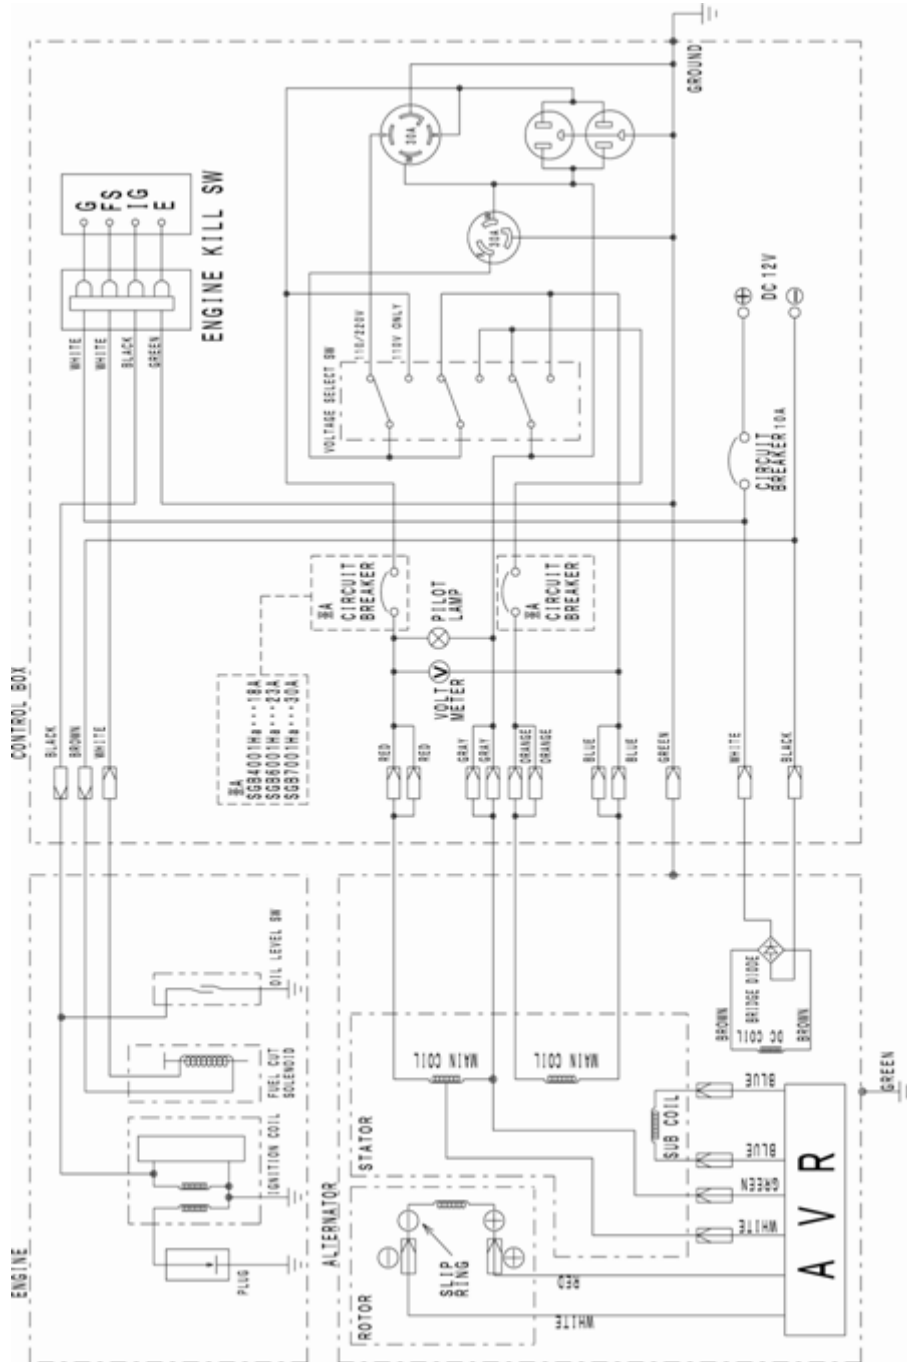 CONTROL BOX
ENGINE KILL SW
G
FS
IG
E
WHITE
WHITE
BLACK
GREEN
30A
30A
GROUND
DC 12V
+
−
VOLTAGE SELECT SW
110/220V
110V ONLY
CIRCUIT
BREAKER 10A
※A
CIRCUIT
BREAKER
PILOT
LAMP
※A
CIRCUIT
BREAKER
V
VOLT
METER
※A
SGB4001Ha・・・18A
SGB6001Ha・・・23A
SGB7001Ha・・・30A
BLACK
BROWN
WHITE
RED
RED
GRAY
GRAY
ORANGE
ORANGE
BLUE
BLUE
GREEN
WHITE
BLACK
ENGINE
OIL LEVEL SW
FUEL CUT
SOLENOID
IGNITION COIL
PLUG
ALTERNATOR
STATOR
MAIN COIL
MAIN COIL
SUB COIL
BROWN
BRIDGE DIODE
DC COIL
BROWN
BLUE
BLUE
GREEN
WHITE
GREEN
ROTOR
SLIP
RING
RED
WHITE
A V R